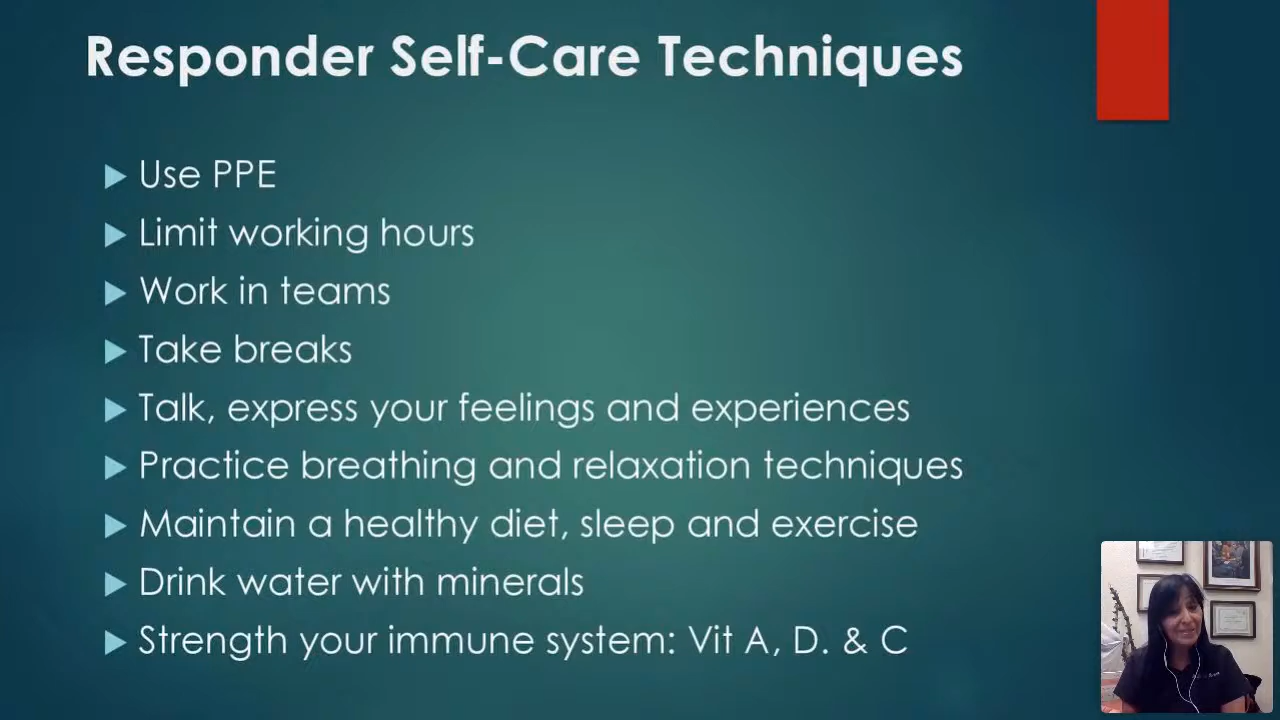 Responder Self-Care Techniques
Use PPE
Limit working hours
Work in teams
Take breaks
Talk, express your feelings and experiences
Practice breathing and relaxation techniques
Maintain a healthy diet, sleep and exercise
Drink water with minerals
Strength your immune system: Vit A, D. & C